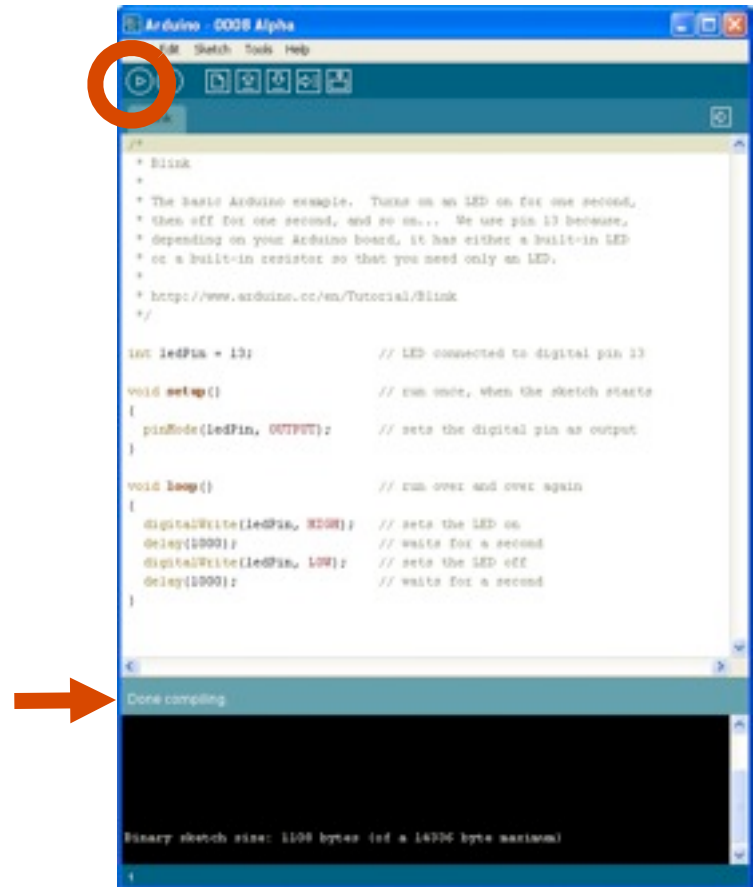 Arduino - 0008 Alpha
Edit Sketch Tools Help
/*
 * Blink
 *
 * The basic Arduino example.  Turns on an LED on for one second,
 * then off for one second, and so on...  We use pin 13 because,
 * depending on your Arduino board, it has either a built-in LED
 * or a built-in resistor so that you need only an LED.
 *
 * http://www.arduino.cc/en/Tutorial/Blink
 */
int ledPin = 13;                // LED connected to digital pin 13
void setup()                    // run once, when the sketch starts
{
  pinMode(ledPin, OUTPUT);      // sets the digital pin as output
}
void loop()                     // run over and over again
{
  digitalWrite(ledPin, HIGH);   // sets the LED on
  delay(1000);                  // waits for a second
  digitalWrite(ledPin, LOW);    // sets the LED off
  delay(1000);                  // waits for a second
}
Done compiling.
Binary sketch size: 1108 bytes (of a 14336 byte maximum)
1